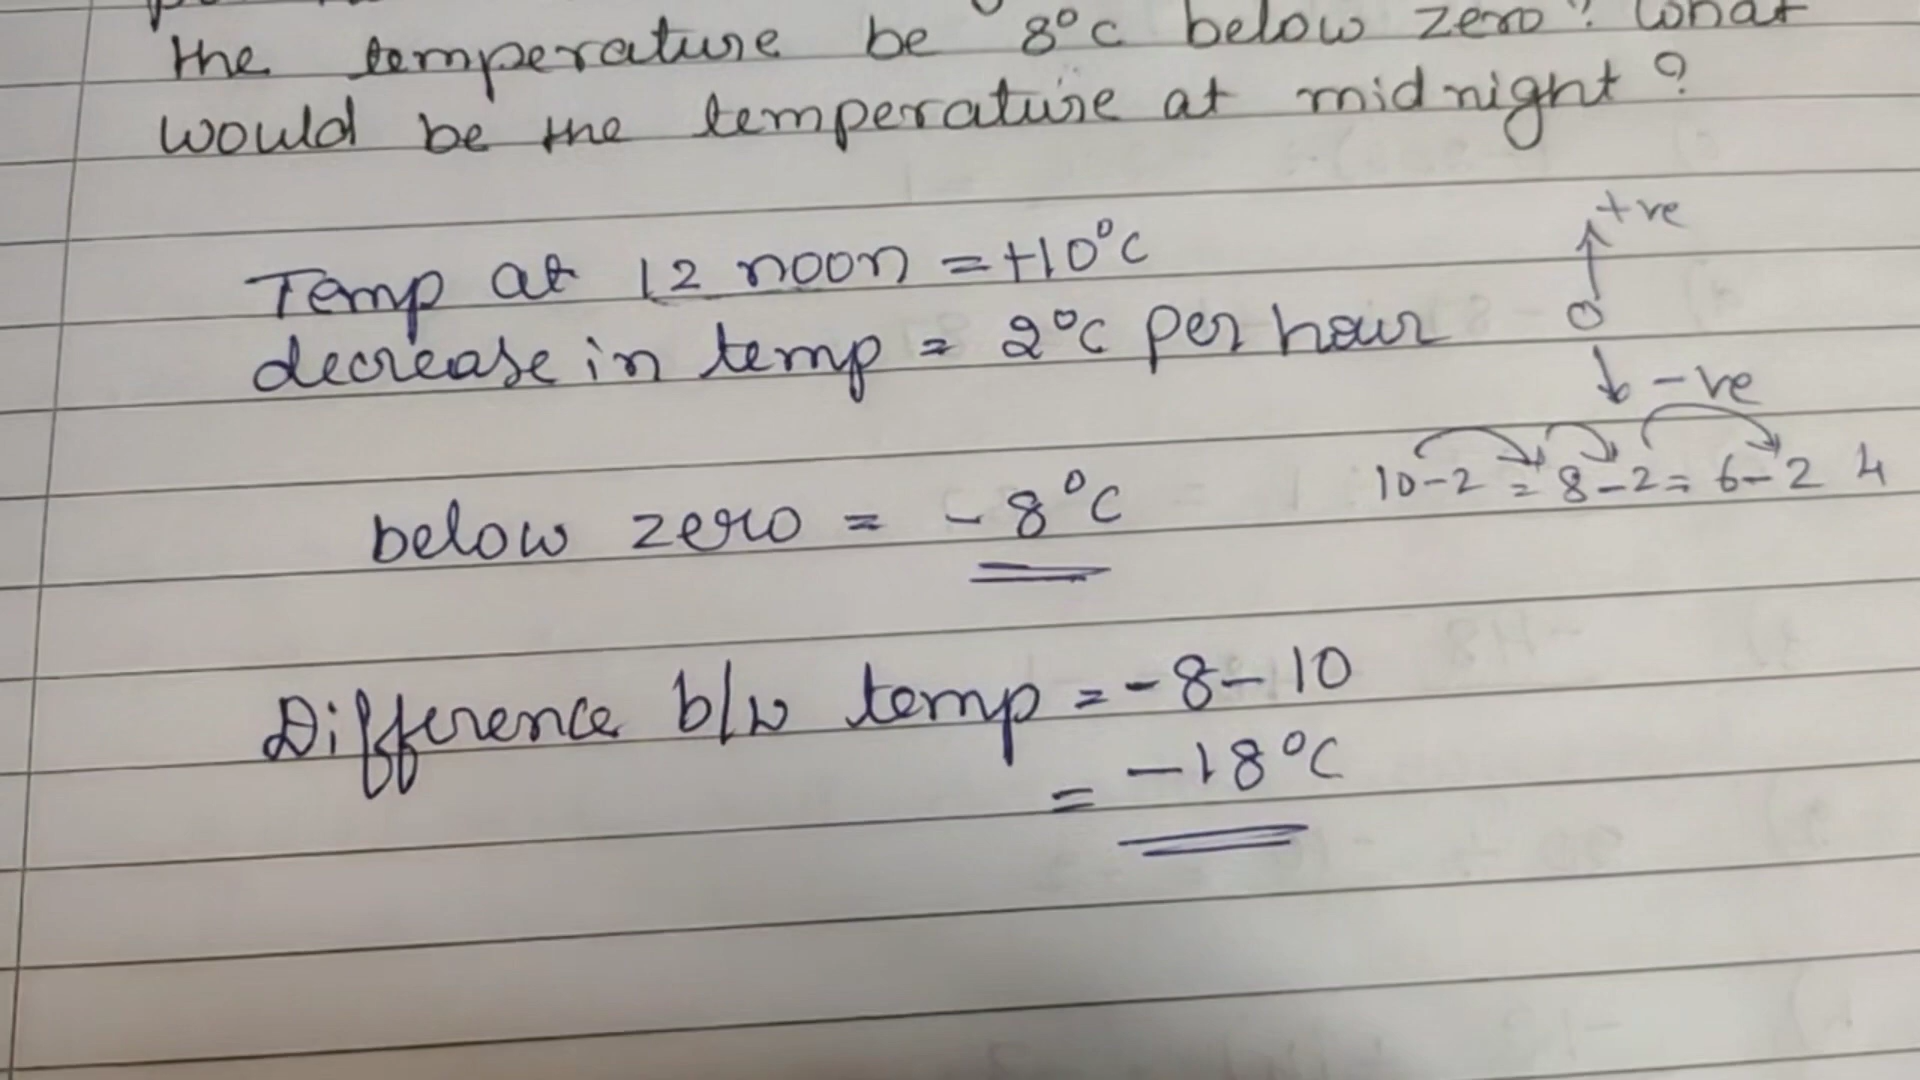 the temperature be 8°c below zero? What
would be the temperature at midnight?
Temp at 12 noon = +10°C
decrease in temp = 2°C per hour
+ve
0
-ve
10-2 = 8-2 = 6-2 4
below zero = -8°C
Difference b/w temp = -8-10
= -18°C